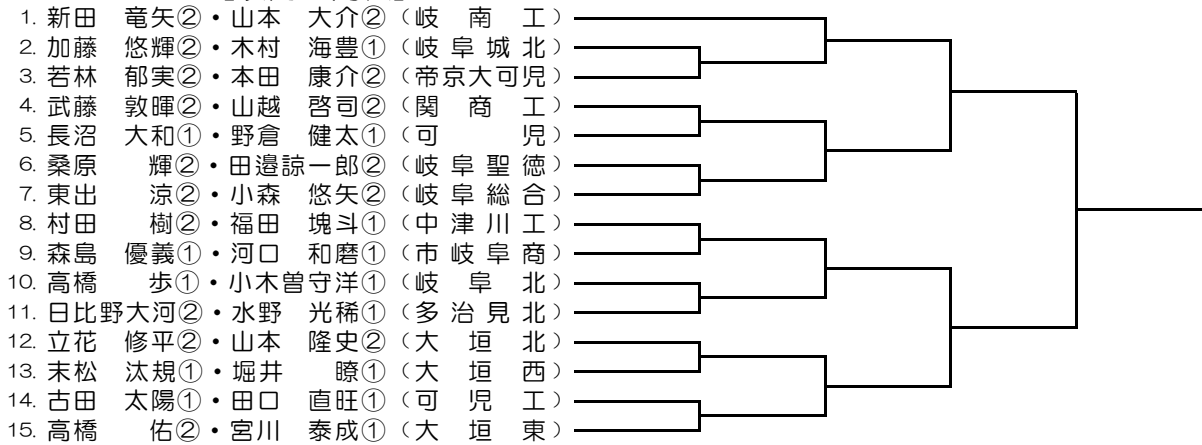 1. 新田 竜矢②・山本 大介②（岐南工）
2. 加藤 悠輝②・木村 海豊①（岐阜城北）
3. 若林 郁実②・本田 康介②（帝京大可児）
4. 武藤 敦暉②・山越 啓司②（関商工）
5. 長沼 大和①・野倉 健太①（可児）
6. 桑原 輝②・田邉諒一郎②（岐阜聖徳）
7. 東出 涼②・小森 悠矢②（岐阜総合）
8. 村田 樹②・福田 塊斗①（中津川工）
9. 森島 優義①・河口 和磨①（市岐阜商）
10. 高橋 歩①・小木曽守洋①（岐阜北）
11. 日比野大河②・水野 光稀①（多治見北）
12. 立花 修平②・山本 隆史②（大垣北）
13. 末松 汰規①・堀井 瞭①（大垣西）
14. 古田 太陽①・田口 直旺①（可児工）
15. 高橋 佑②・宮川 泰成①（大垣東）